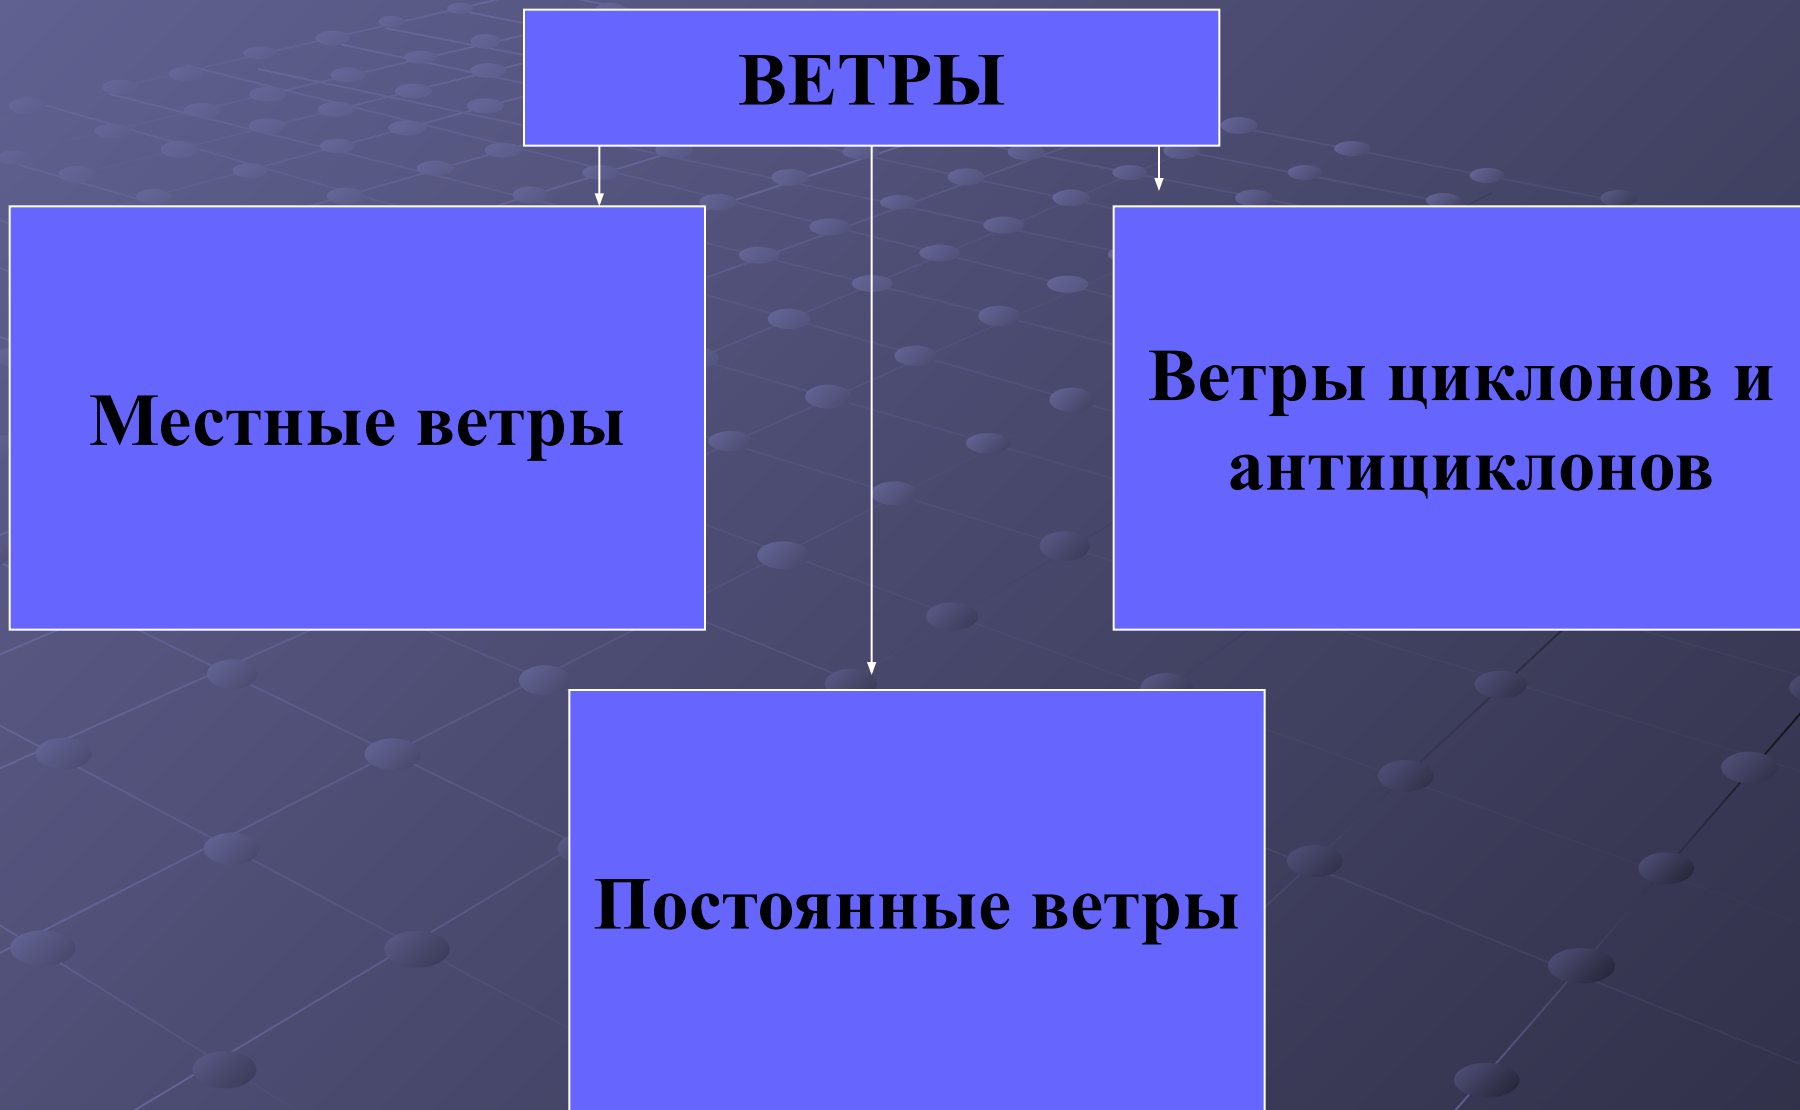 ВЕТРЫ
Местные ветры
Ветры циклонов и
антициклонов
Постоянные ветры